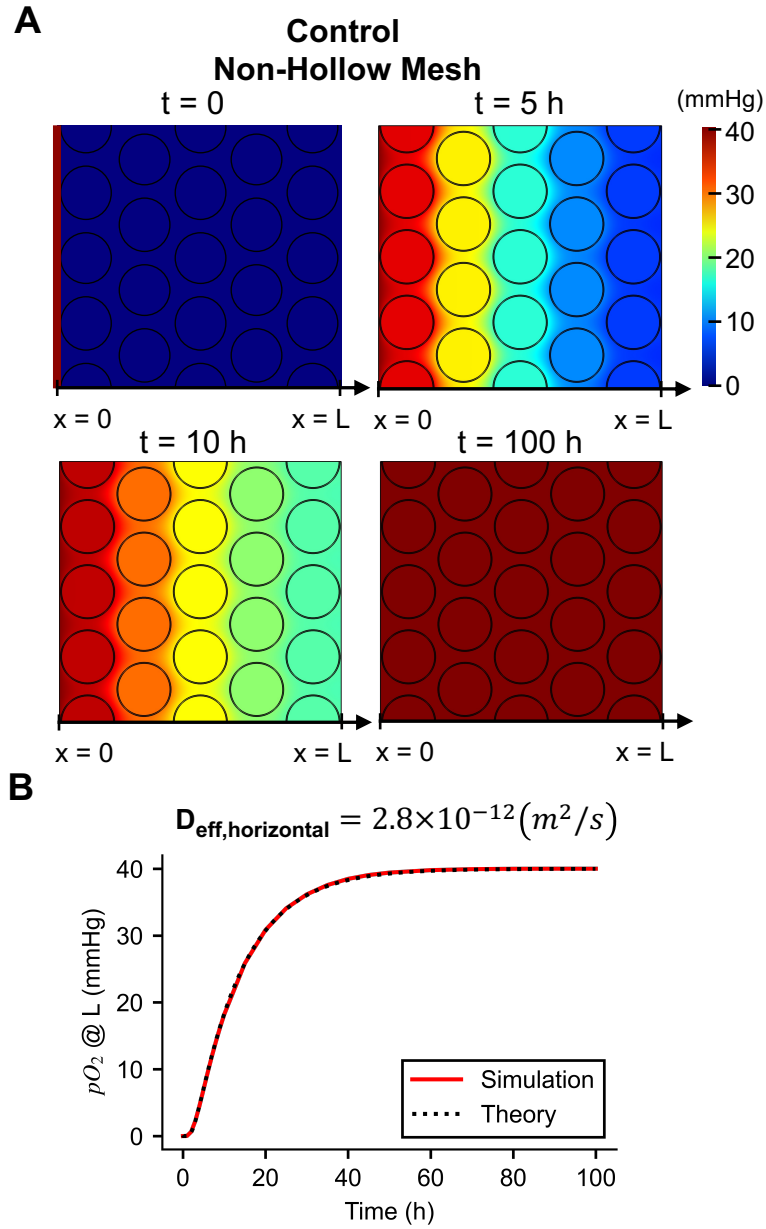 A
Control
Non-Hollow Mesh
t = 0
t = 5 h
(mmHg)
40
30
20
10
0
x = 0
x = L
x = 0
x = L
t = 10 h
t = 100 h
x = 0
x = L
x = 0
x = L
B
D_eff,horizontal = 2.8×10⁻¹²(m²/s)
40
30
20
10
0
pO₂ @ L (mmHg)
Simulation
Theory
0
20
40
60
80
100
Time (h)